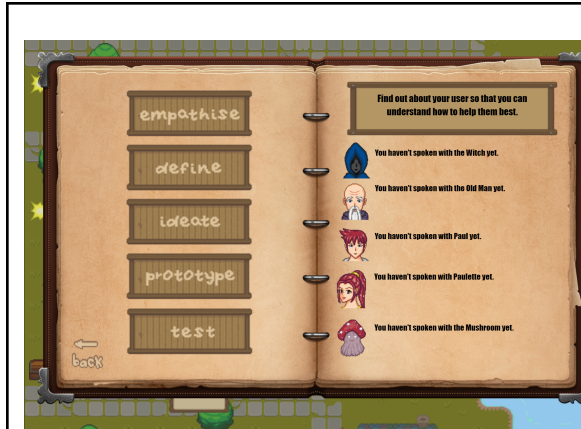 empathise
define
ideate
prototype
test
back
Find out about your user so that you can
understand how to help them best.
You haven't spoken with the Witch yet.
You haven't spoken with the Old Man yet.
You haven't spoken with Paul yet.
You haven't spoken with Paulette yet.
You haven't spoken with the Mushroom yet.